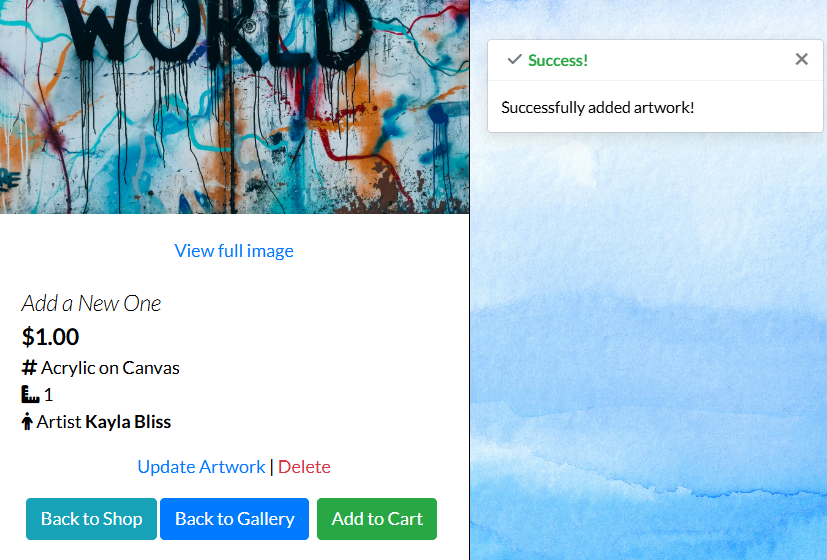 WORLD
View full image
Add a New One
$1.00
# Acrylic on Canvas
1
Artist Kayla Bliss
Update Artwork | Delete
Back to Shop
Back to Gallery
Add to Cart
Success!
Successfully added artwork!